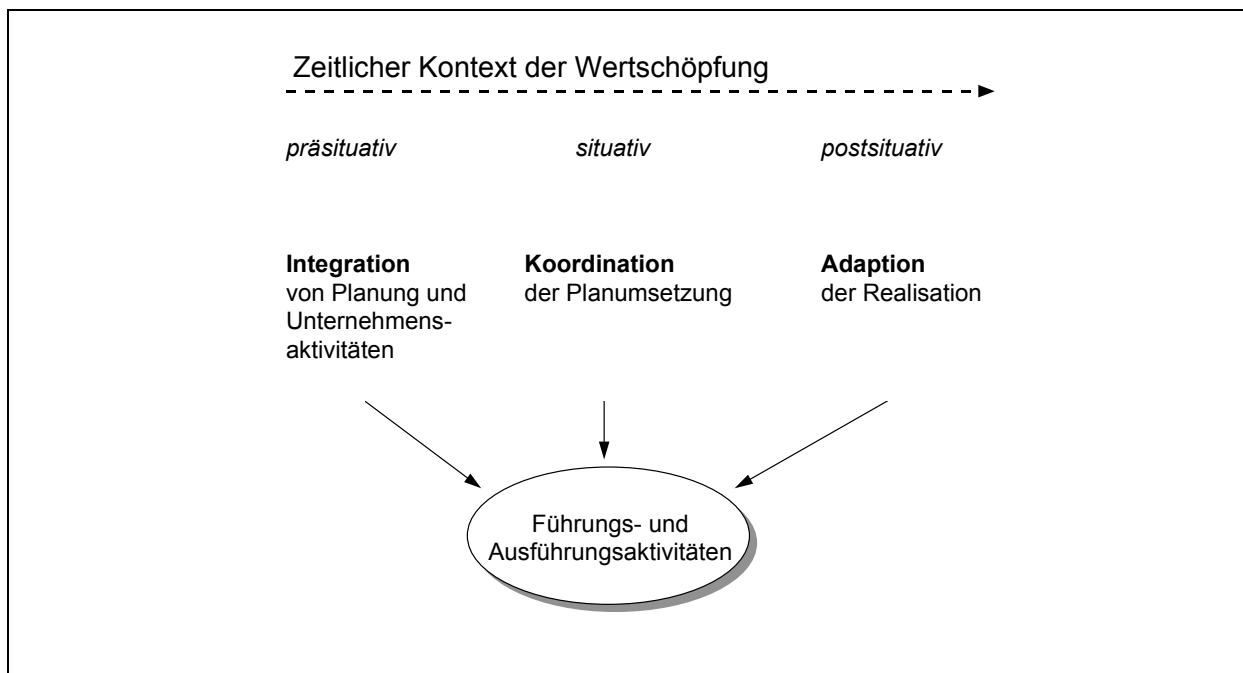 Zeitlicher Kontext der Wertschöpfung
präsituativ
situativ
postsituativ
Integration
von Planung und
Unternehmens-
aktivitäten
Koordination
der Planumsetzung
Adaption
der Realisation
Führungs- und
Ausführungsaktivitäten